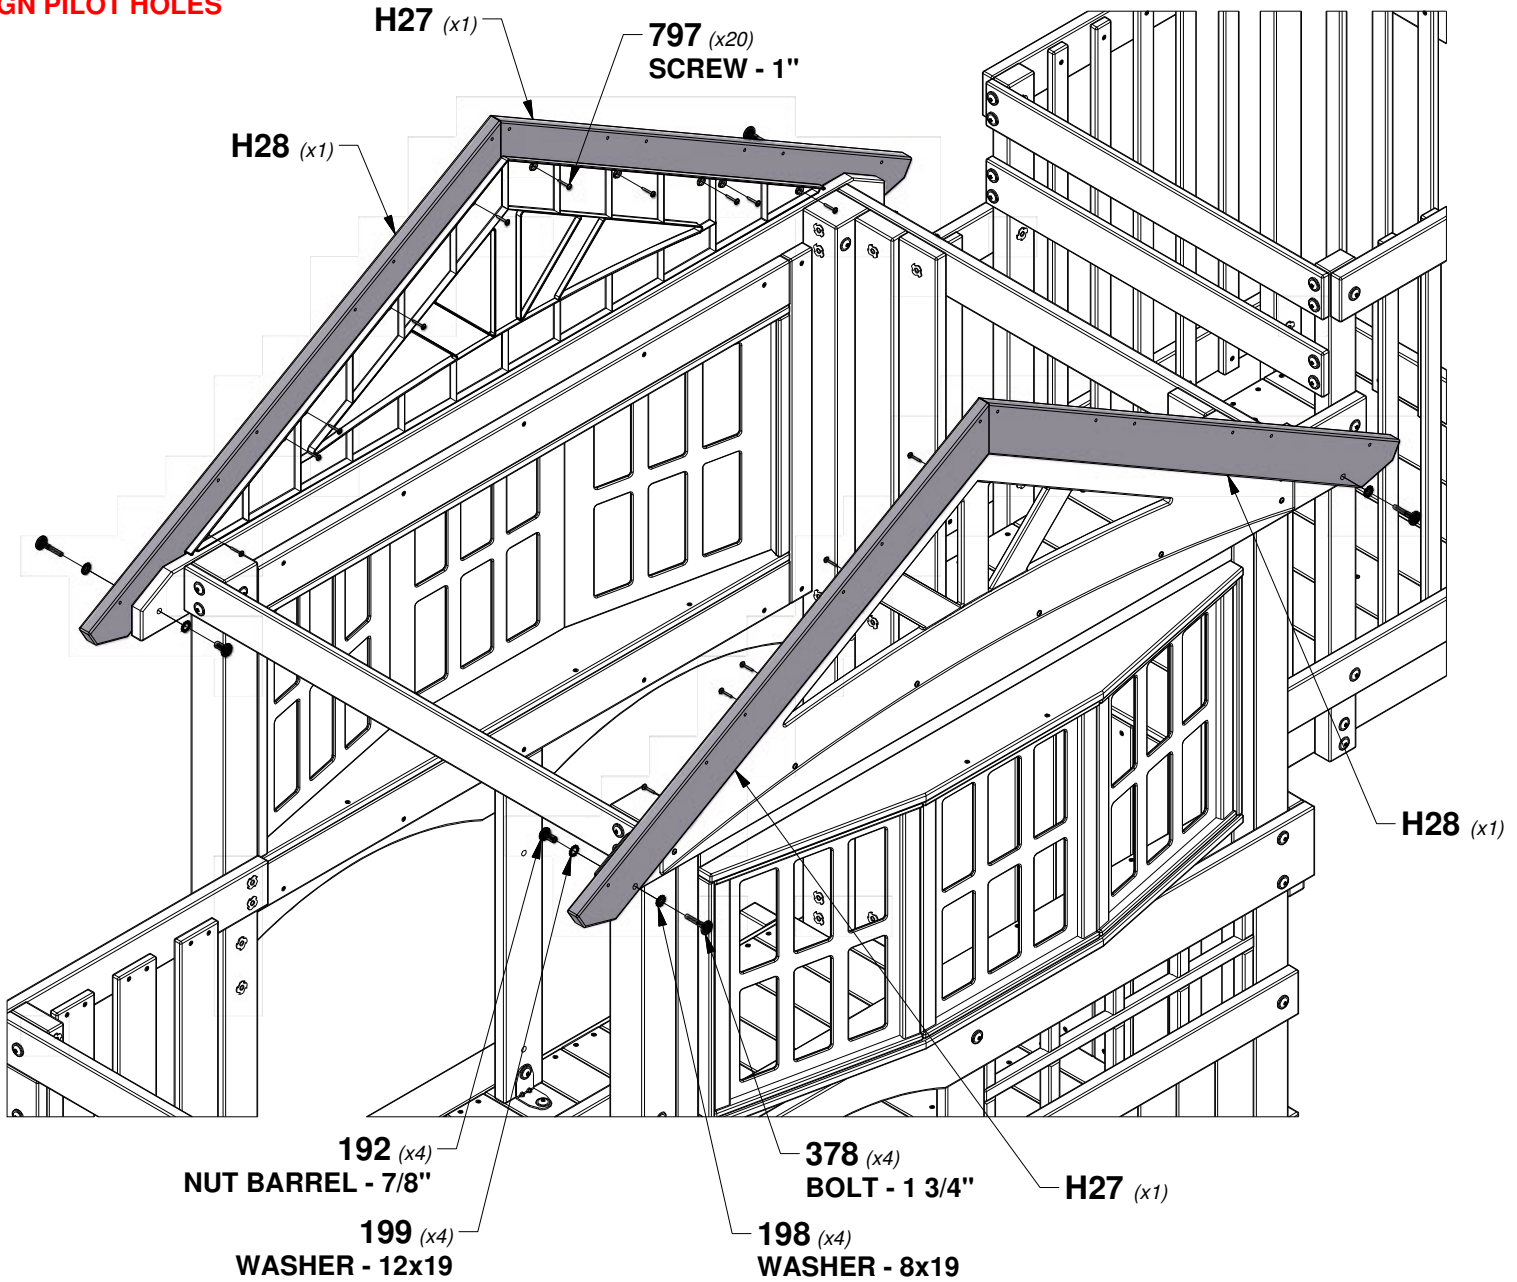 PILOT HOLES
H27 (x1)
797 (x20)
SCREW - 1"
H28 (x1)
H28 (x1)
192 (x4)
NUT BARREL - 7/8"
378 (x4)
BOLT - 1 3/4"
H27 (x1)
199 (x4)
WASHER - 12x19
198 (x4)
WASHER - 8x19